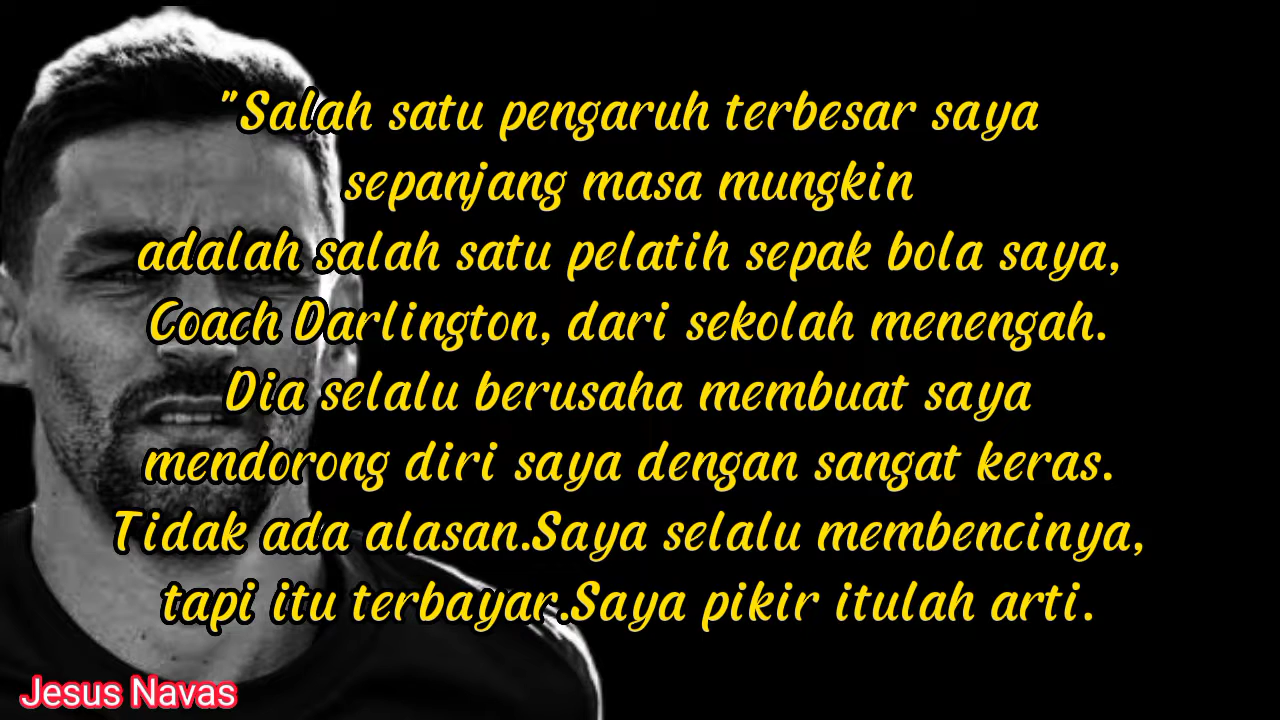 "Salah satu pengaruh terbesar saya
sepanjang masa mungkin
adalah salah satu pelatih sepak bola saya,
Coach Darlington, dari sekolah menengah.
Dia selalu berusaha membuat saya
mendorong diri saya dengan sangat keras.
Tidak ada alasan.Saya selalu membencinya,
tapi itu terbayar.Saya pikir itulah arti.
Jesus Navas